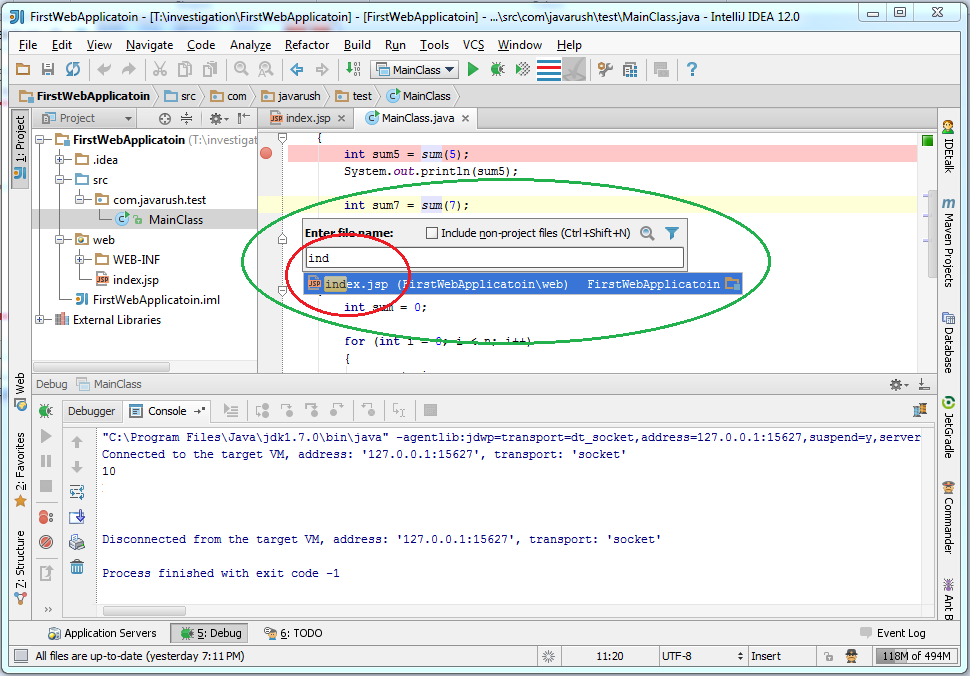 FirstWebApplicatoin - [T:\investigation\FirstWebApplicatoin] - [FirstWebApplicatoin] - ...\src\com\javarush\test\MainClass.java - IntelliJ IDEA 12.0
File Edit View Navigate Code Analyze Refactor Build Run Tools VCS Window Help
MainClass
FirstWebApplicatoin src com javarush test MainClass
1: Project
Project
FirstWebApplicatoin (T:\investigat
.idea
src
com.javarush.test
MainClass
web
WEB-INF
index.jsp
FirstWebApplicatoin.iml
External Libraries
index.jsp MainClass.java
{
int sum5 = sum(5);
System.out.println(sum5);
int sum7 = sum(7);
Enter file name: Include non-project files (Ctrl+Shift+N)
ind
index.jsp (FirstWebApplicatoin\web) FirstWebApplicatoin
int sum = 0;
for (int i = 0; i < n; i++)
{
IDEtalk
Maven Projects
Database
JetGradle
Commander
Ant B
Web
2: Favorites
7: Structure
Debug MainClass
Debugger Console
"C:\Program Files\Java\jdk1.7.0\bin\java" -agentlib:jdwp=transport=dt_socket,address=127.0.0.1:15627,suspend=y,server
Connected to the target VM, address: '127.0.0.1:15627', transport: 'socket'
10
Disconnected from the target VM, address: '127.0.0.1:15627', transport: 'socket'
Process finished with exit code -1
Application Servers 5: Debug 6: TODO Event Log
All files are up-to-date (yesterday 7:11 PM) 11:20 UTF-8 Insert 118M of 494M